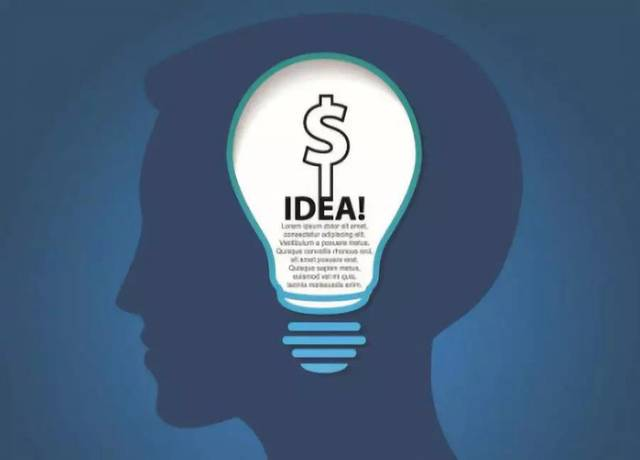 $
IDEA!
Lorem ipsum dolor sit amet,
consectetur adipiscing elit.
Vestibulum a posuere metus.
Quisque convallis rhoncus erat,
sit amet posuere erat.
Quisque sapien metus,
euismod vel mi quis,
lacinia malesuada enim.